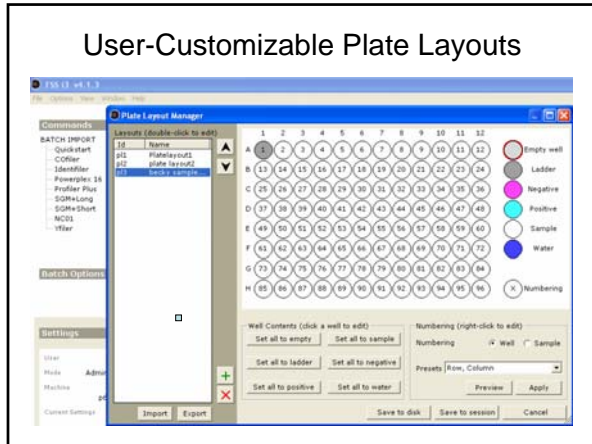 User-Customizable Plate Layouts
FSS i3 v4.1.3
File Options View Window Help
Commands
BATCH IMPORT
Quickstart
COfiler
Identifiler
Powerplex 16
Profiler Plus
SGM+Long
SGM+Short
NC01
Yfiler
Batch Options
Settings
User
Mode Admin
Machine
Current Settings
Plate Layout Manager
Layouts (double-click to edit)
Id Name
pl1 Platelayout1
pl2 plate layout2
pl3 becky sample...
Import Export
1 2 3 4 5 6 7 8 9 10 11 12
A 1 2 3 4 5 6 7 8 9 10 11 12
B 13 14 15 16 17 18 19 20 21 22 23 24
C 25 26 27 28 29 30 31 32 33 34 35 36
D 37 38 39 40 41 42 43 44 45 46 47 48
E 49 50 51 52 53 54 55 56 57 58 59 60
F 61 62 63 64 65 66 67 68 69 70 71 72
G 73 74 75 76 77 78 79 80 81 82 83 84
H 85 86 87 88 89 90 91 92 93 94 95 96
Empty well
Ladder
Negative
Positive
Sample
Water
X Numbering
Well Contents (click a well to edit)
Set all to empty Set all to sample
Set all to ladder Set all to negative
Set all to positive Set all to water
Numbering (right-click to edit)
Numbering Well Sample
Presets Row, Column
Preview Apply
Save to disk Save to session Cancel